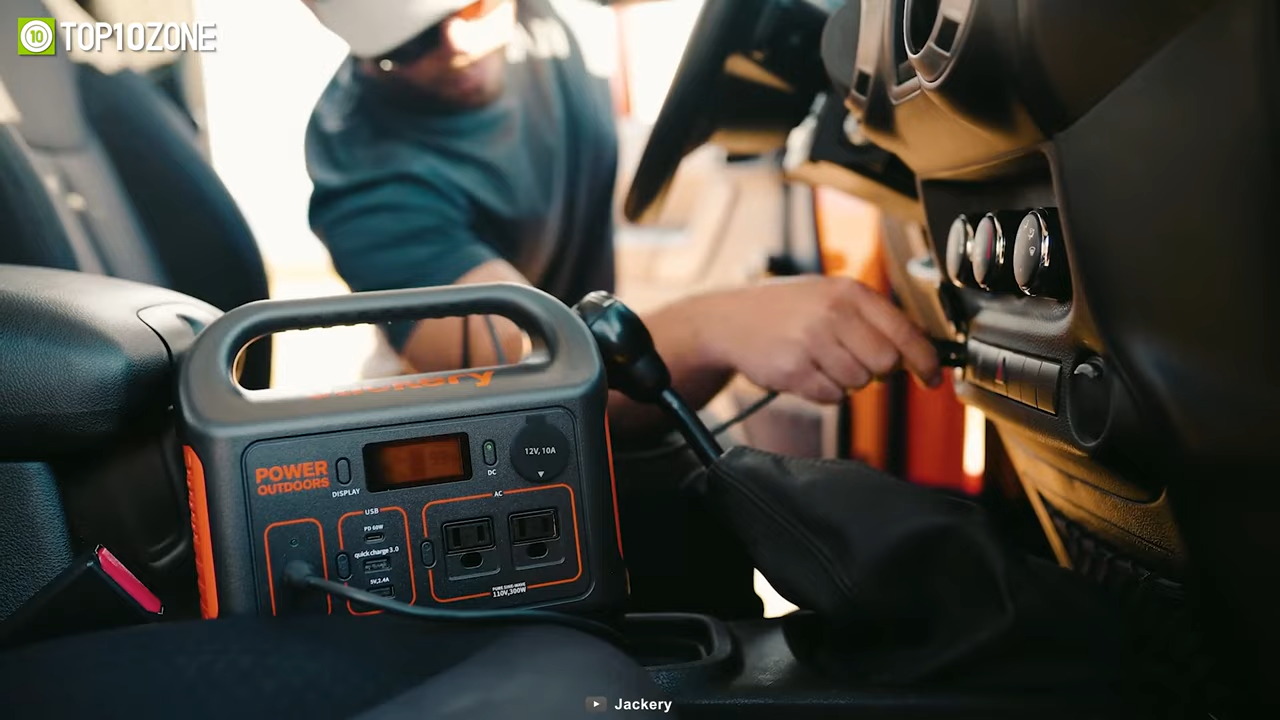 10
TOP10ZONE
Jackery
POWER
OUTDOORS
DISPLAY
DC
12V, 10A
USB
PD 60W
quick charge 3.0
5V,2.4A
AC
PURE SINE-WAVE
110V,300W
Jackery